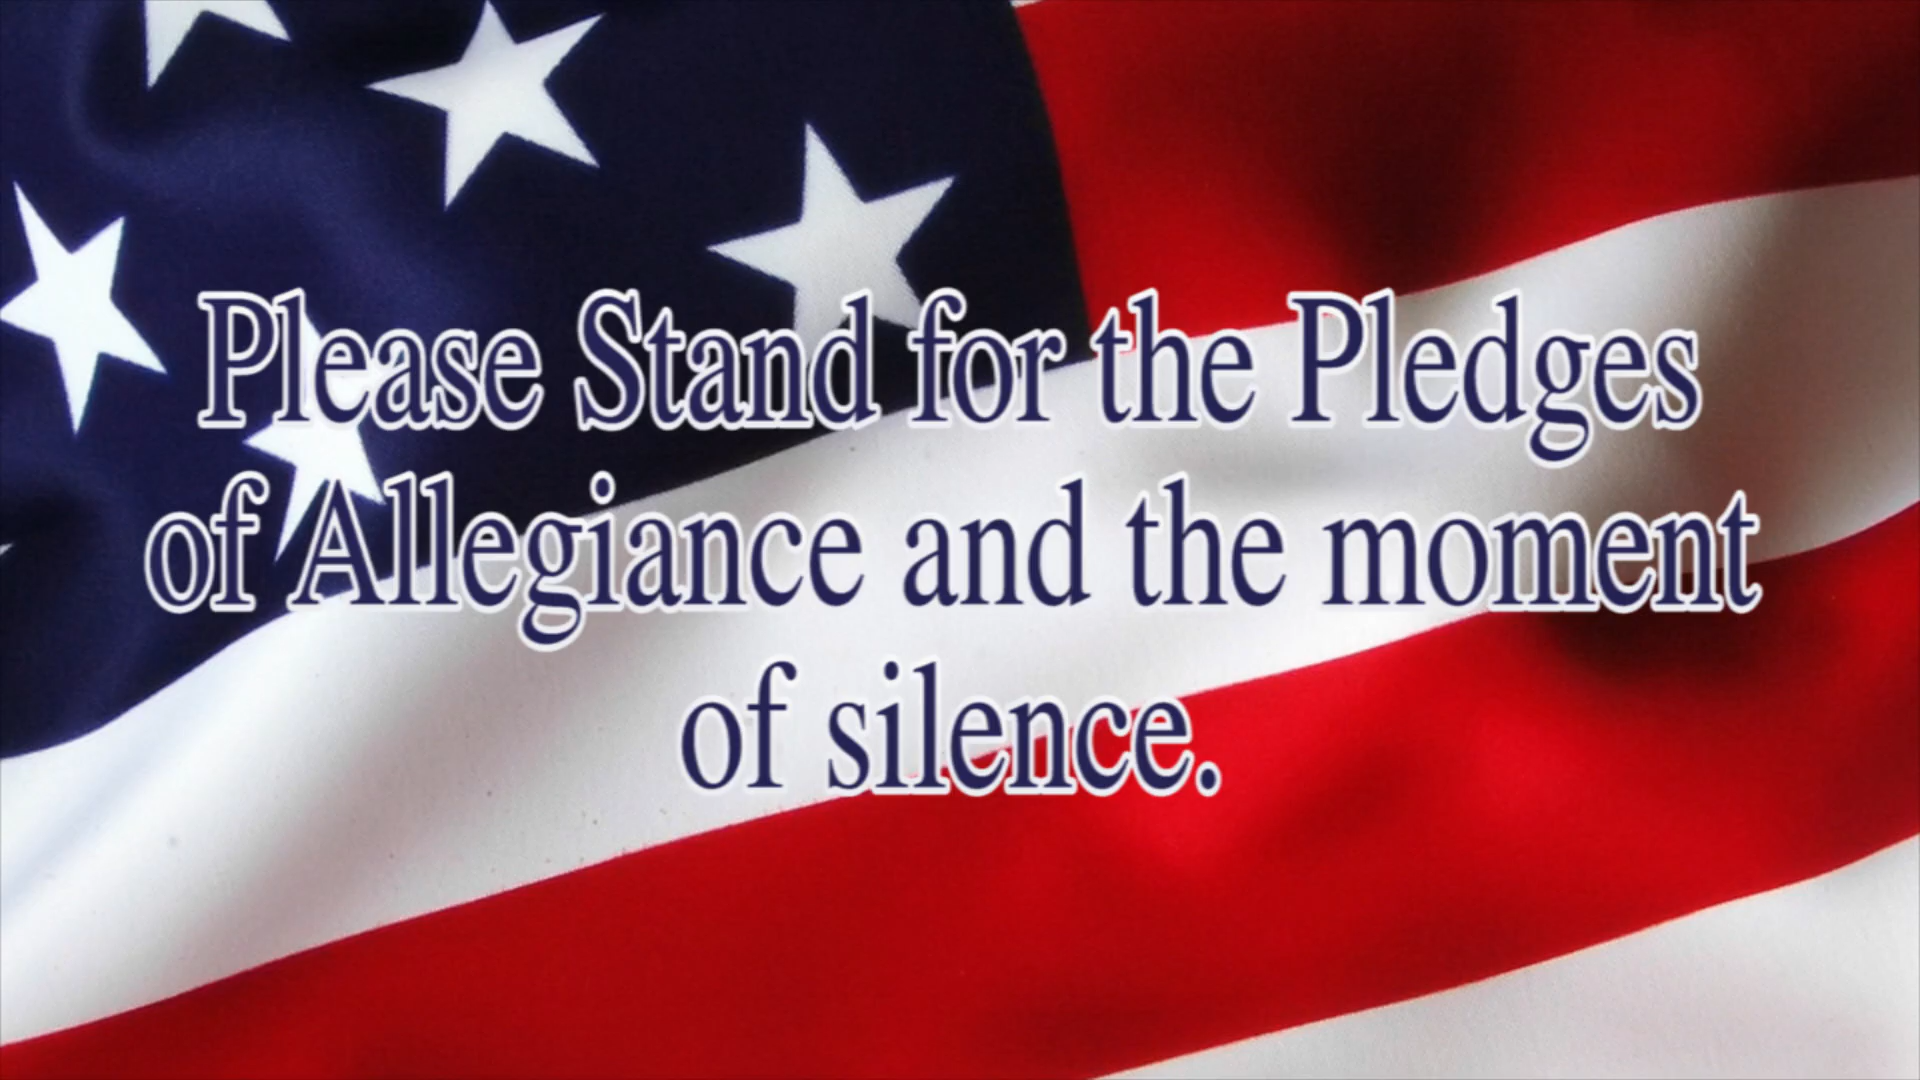 Please Stand for the Pledges
of Allegiance and the moment
of silence.